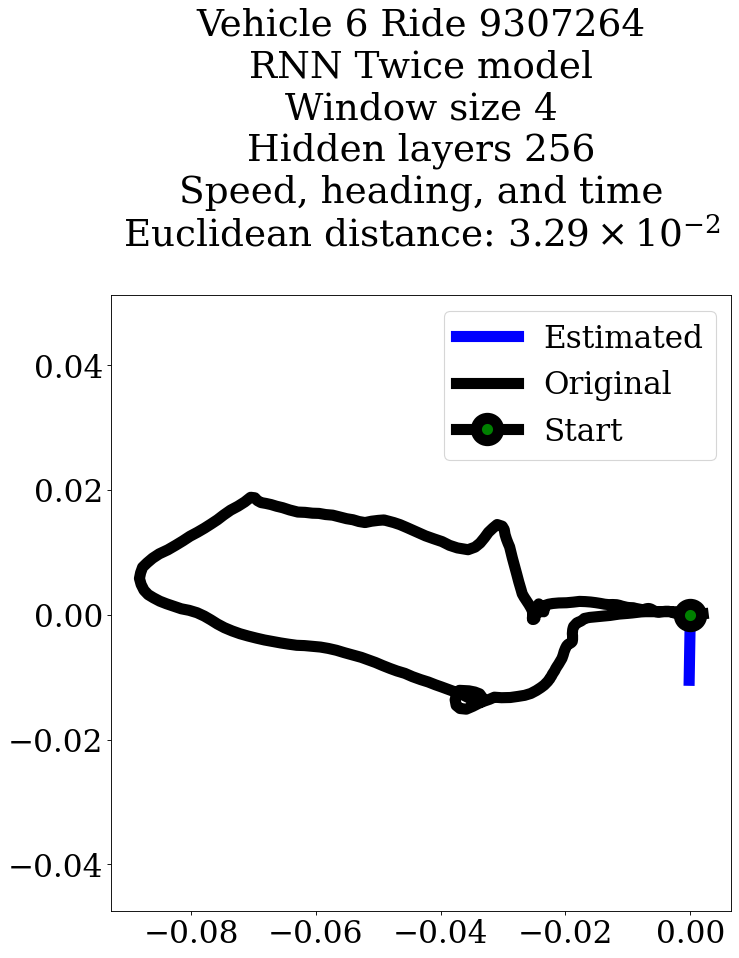 Vehicle 6 Ride 9307264
RNN Twice model
Window size 4
Hidden layers 256
Speed, heading, and time
Euclidean distance: 3.29 × 10⁻²
Estimated
Original
Start
0.04
0.02
0.00
−0.02
−0.04
−0.08 −0.06 −0.04 −0.02 0.00